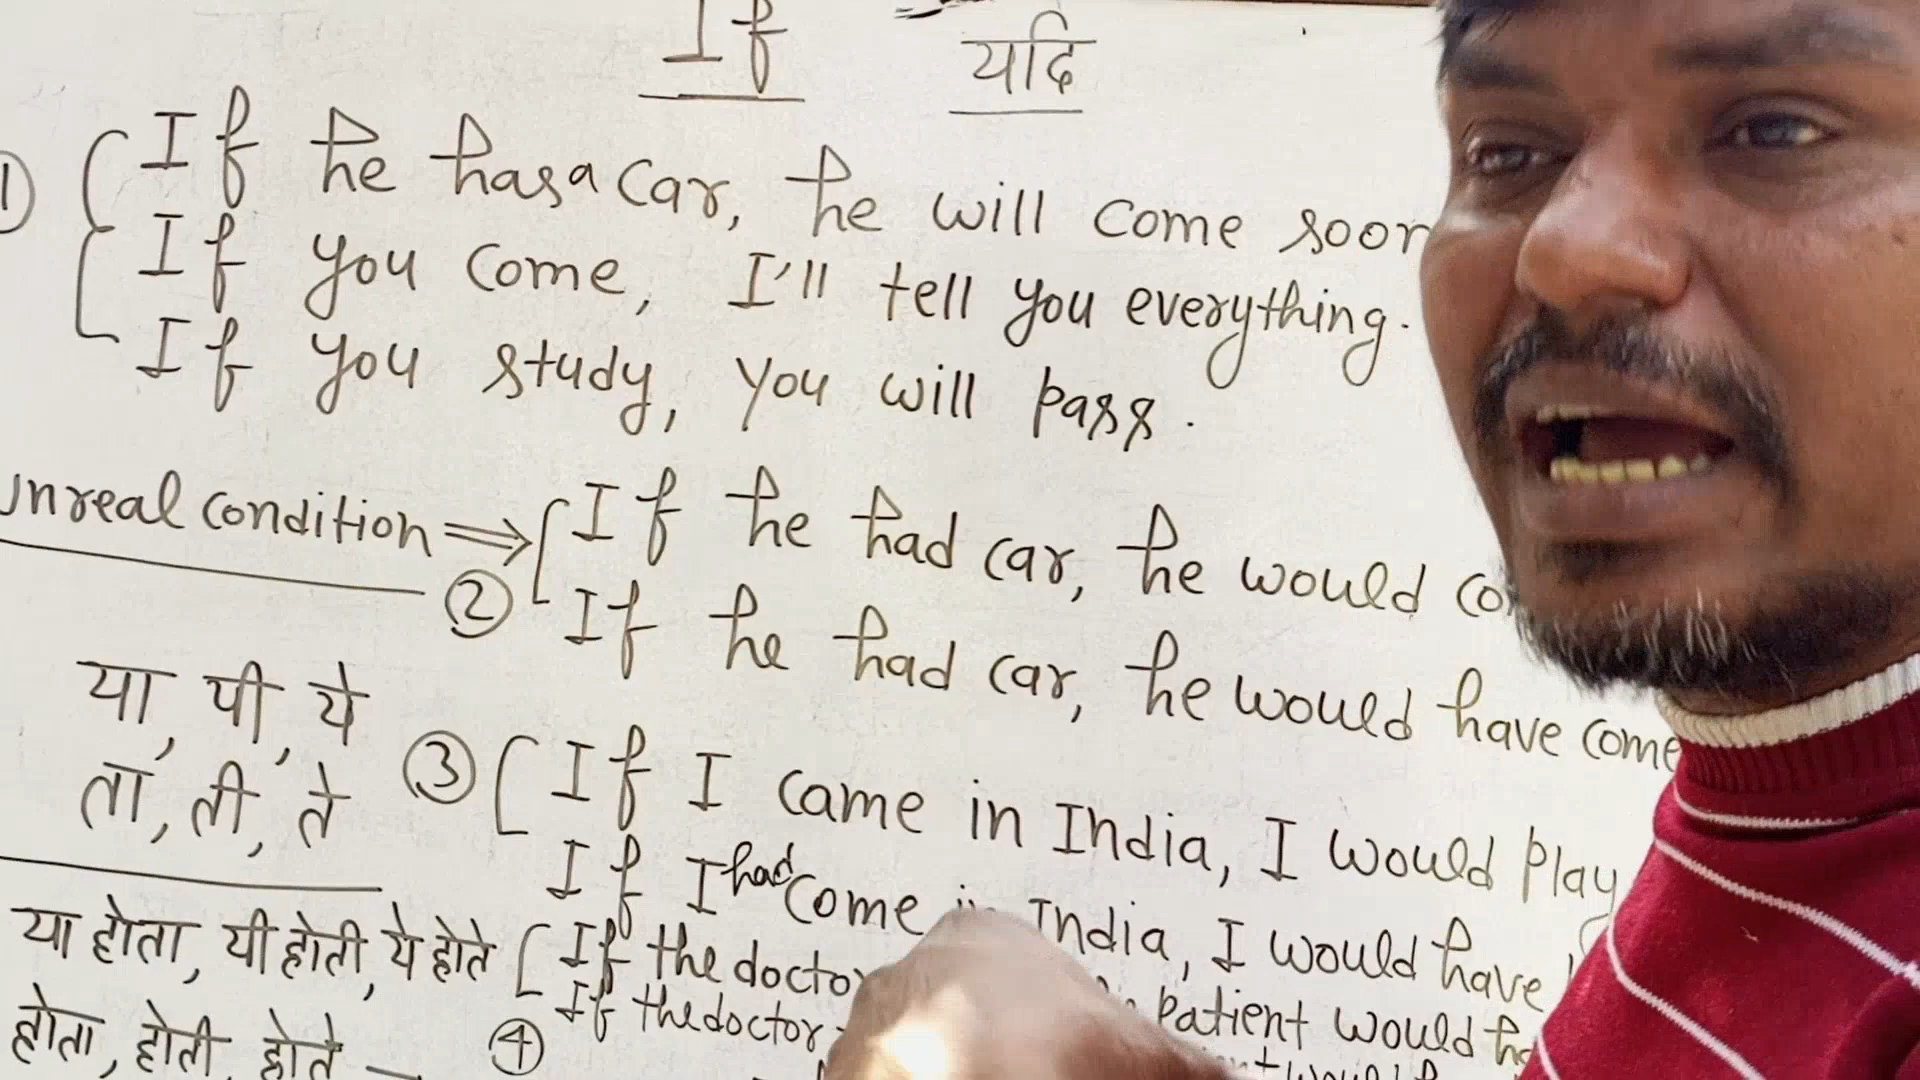 If यदि
① If he has a car, he will come soon
If you come, I'll tell you everything.
If you study, you will pass.
unreal condition ⇒ ② If he had car, he would
If he had car, he would have come
या, यी, ये
ता, ती, ते
③ If I came in India, I would play
If I had come in India, I would have
या होता, यी होती, ये होते
If the doctor patient would
होता, होती, होते
④ If the doctor